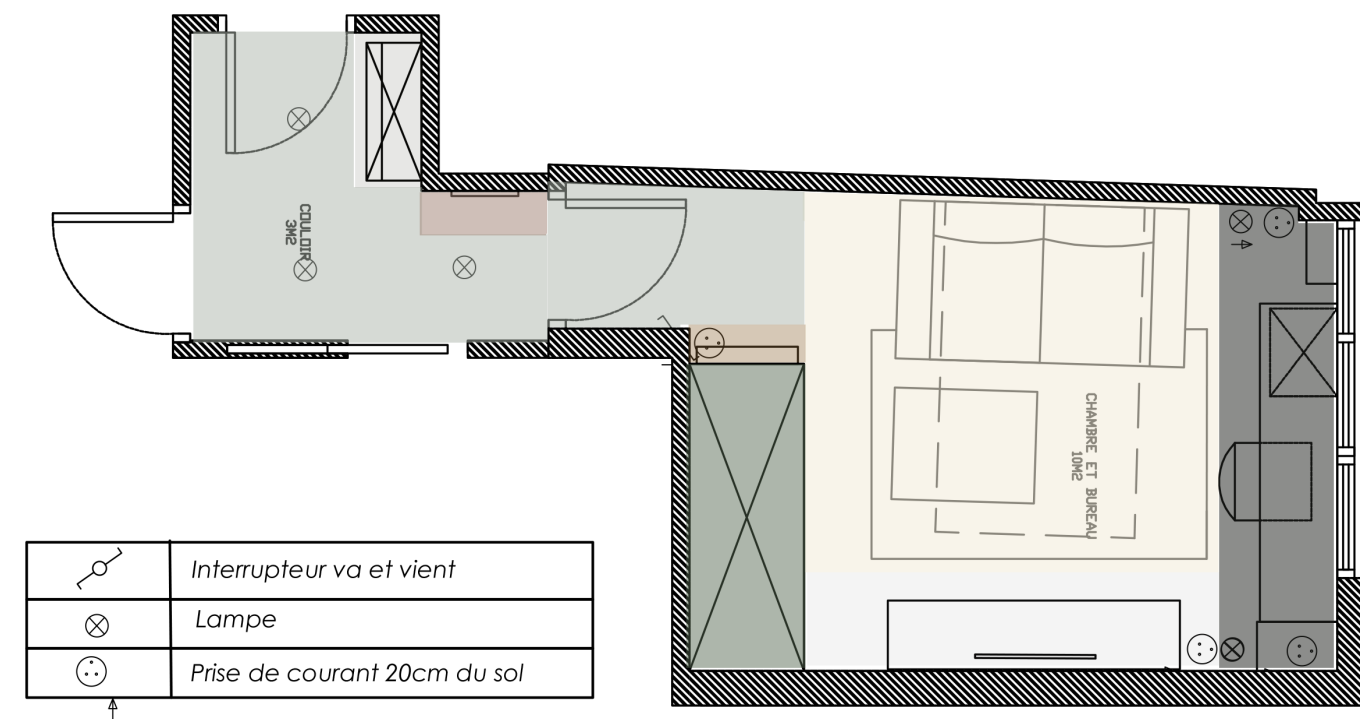 COULOIR
3M2
CHAMBRE ET BUREAU
10M2
Interrupteur va et vient
Lampe
Prise de courant 20cm du sol